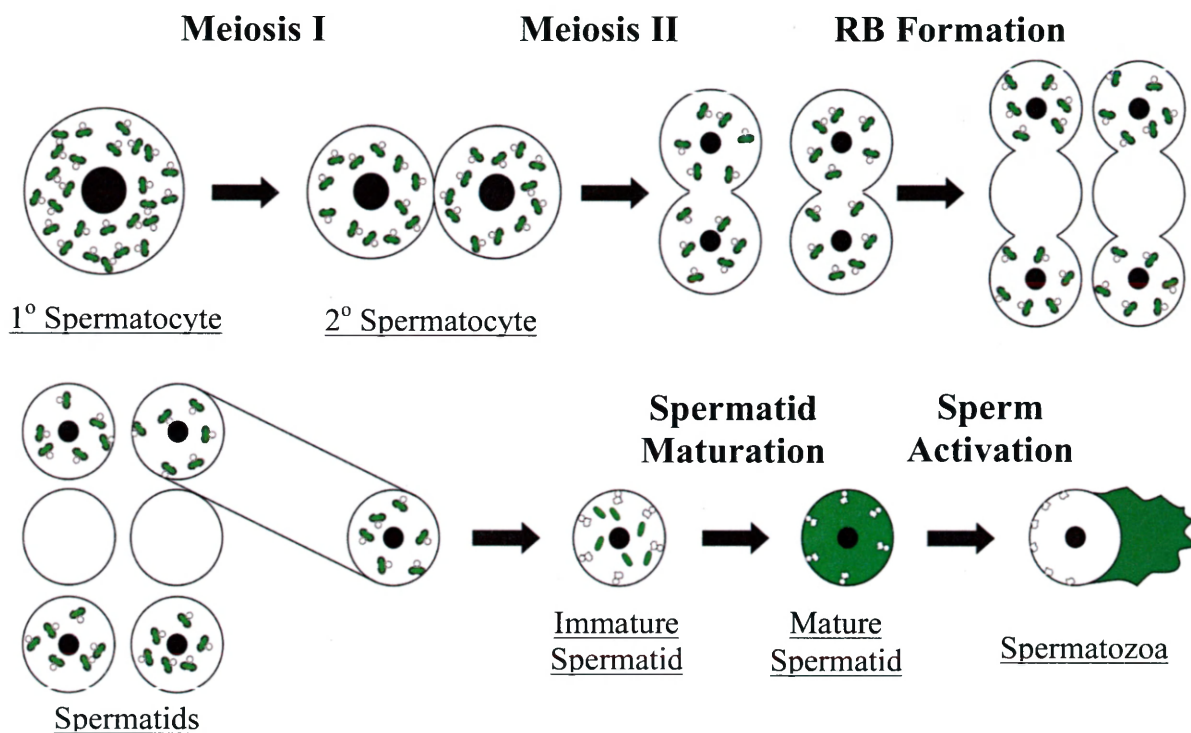 Meiosis I
Meiosis II
RB Formation
1° Spermatocyte
2° Spermatocyte
Spermatid
Maturation
Sperm
Activation
Immature
Spermatid
Mature
Spermatid
Spermatozoa
Spermatids